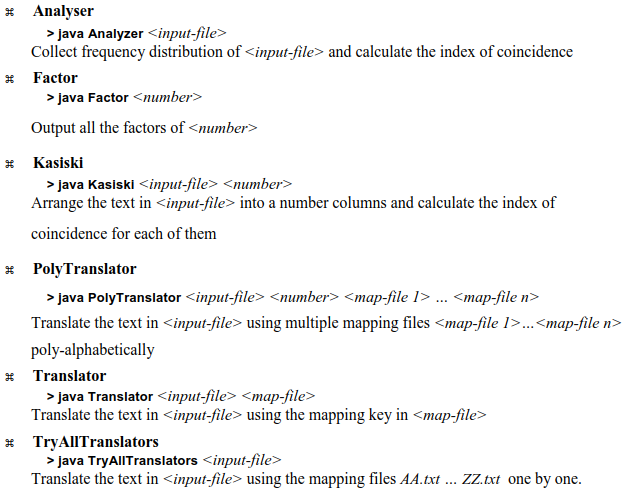 ⌘ Analyser
> java Analyzer <input-file>
Collect frequency distribution of <input-file> and calculate the index of coincidence
⌘ Factor
> java Factor <number>
Output all the factors of <number>
⌘ Kasiski
> java Kasiski <input-file> <number>
Arrange the text in <input-file> into a number columns and calculate the index of
coincidence for each of them
⌘ PolyTranslator
> java PolyTranslator <input-file> <number> <map-file 1> … <map-file n>
Translate the text in <input-file> using multiple mapping files <map-file 1>…<map-file n>
poly-alphabetically
⌘ Translator
> java Translator <input-file> <map-file>
Translate the text in <input-file> using the mapping key in <map-file>
⌘ TryAllTranslators
> java TryAllTranslators <input-file>
Translate the text in <input-file> using the mapping files AA.txt … ZZ.txt one by one.